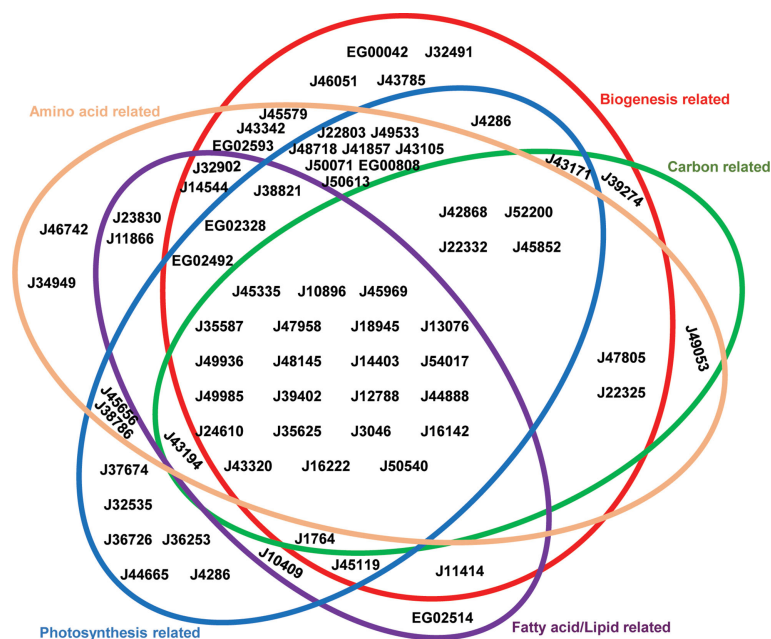 EG00042 J32491
J46051 J43785
Biogenesis related
Amino acid related
J45579
J4286
J43342
J22803 J49533
EG02593
J48718 J41857 J43105
J32902
J50071 EG00808
J43171
J39274
Carbon related
J14544
J38821
J50613
J23830
J42868 J52200
EG02328
J46742
J11866
J22332 J45852
EG02492
J34949
J45335 J10896 J45969
J35587 J47958 J18945 J13076
J49053
J49936 J48145 J14403 J54017
J47805
J49985 J39402 J12788 J44888
J22325
J45656
J38786
J24610 J35625 J3046 J16142
J43194
J37674
J43320 J16222 J50540
J32535
J36726 J36253
J1764
J10409
J45119
J11414
J44665 J4286
EG02514
Photosynthesis related
Fatty acid/Lipid related